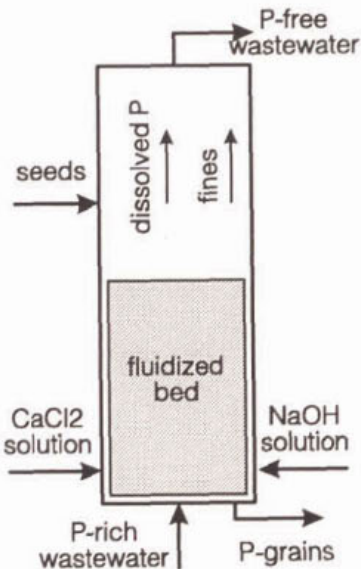 P-free
wastewater
dissolved P
fines
seeds
fluidized
bed
CaCl2
solution
NaOH
solution
P-rich
wastewater
P-grains